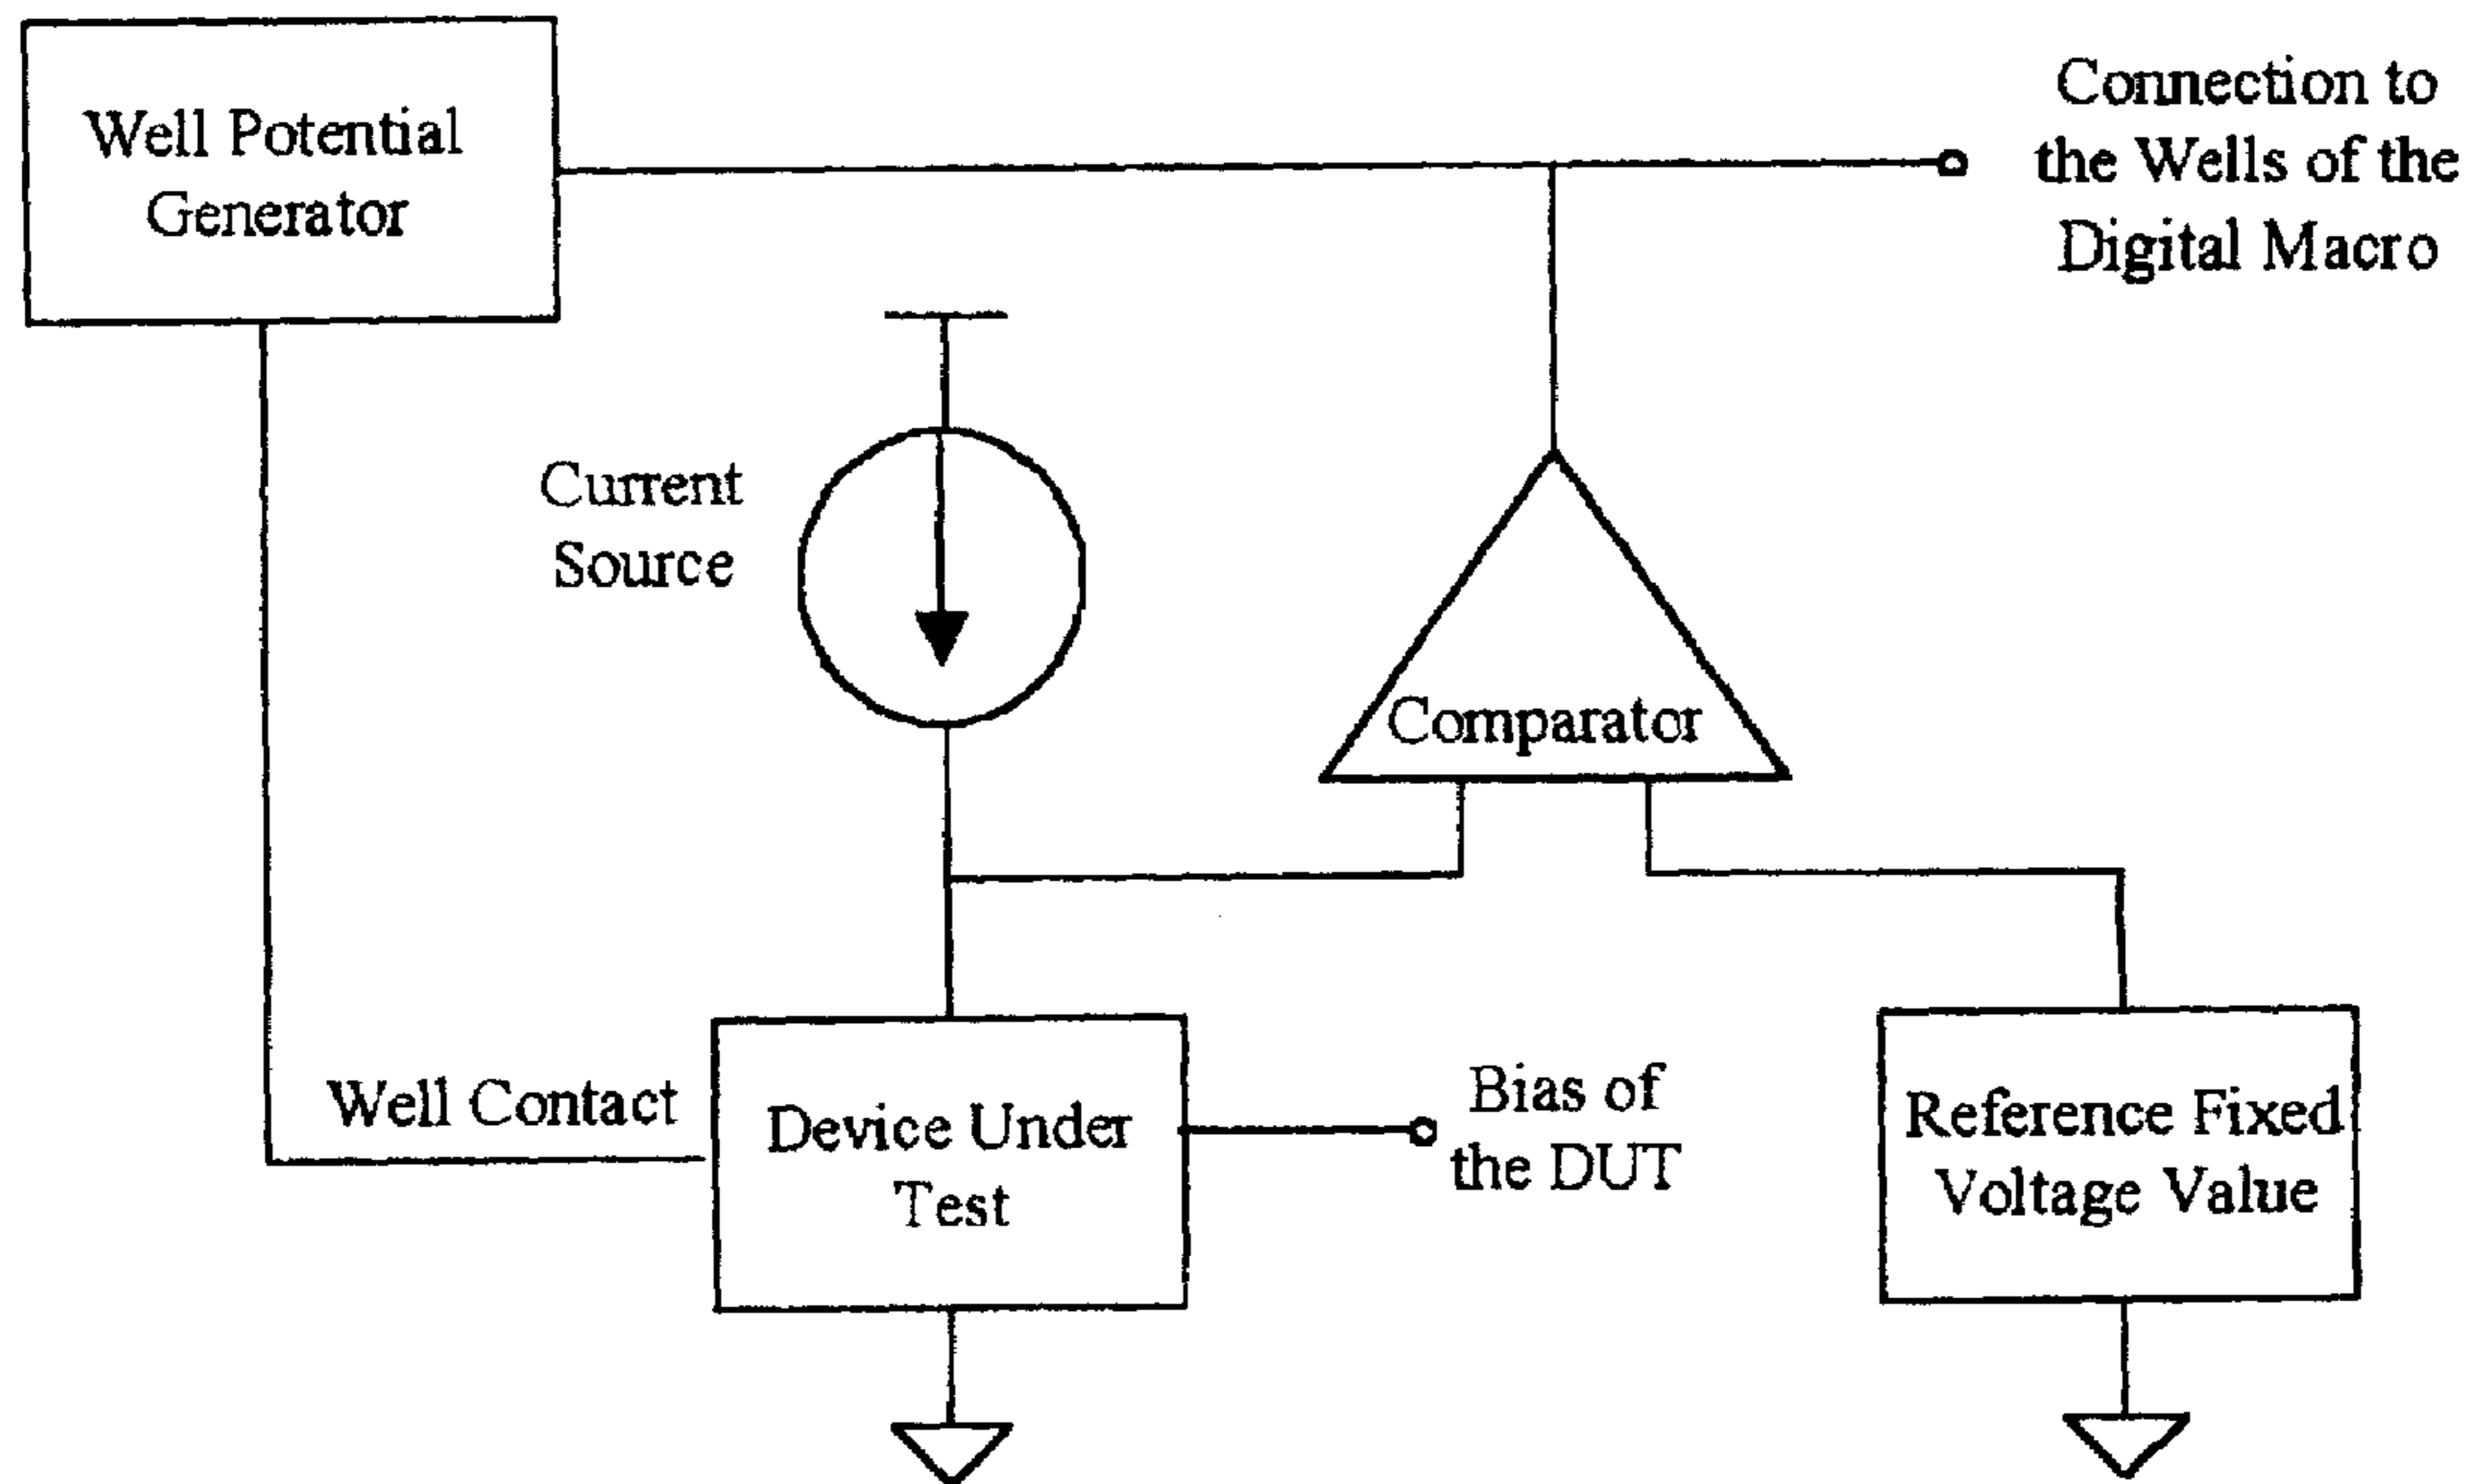 Well Potential
Generator
Connection to
the Wells of the
Digital Macro
Current
Source
Comparator
Well Contact
Device Under
Test
Bias of
the DUT
Reference Fixed
Voltage Value